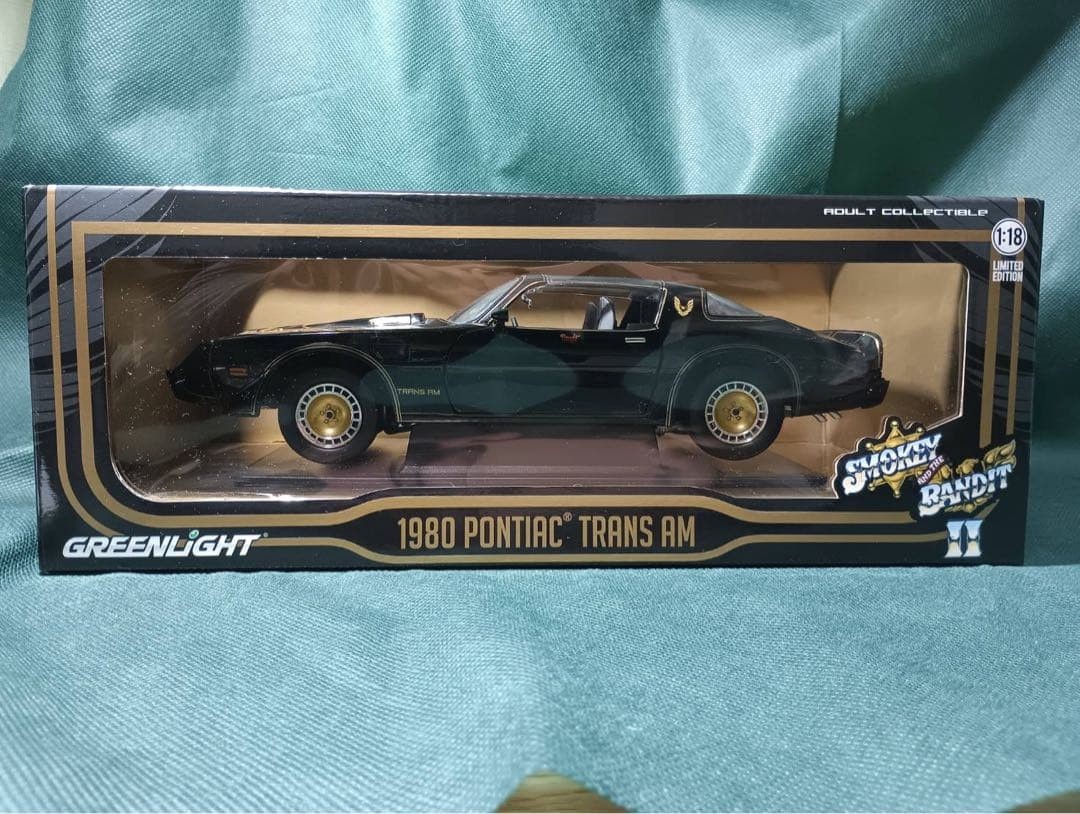 ADULT COLLECTIBLE
1:18
LIMITED
EDITION
TRANS AM
SMOKEY
AND THE
BANDIT
II
GREENLIGHT
1980 PONTIAC® TRANS AM